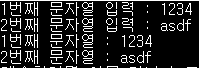 1번째 문자열 입력 : 1234
2번째 문자열 입력 : asdf
1번째 문자열 : 1234
2번째 문자열 : asdf